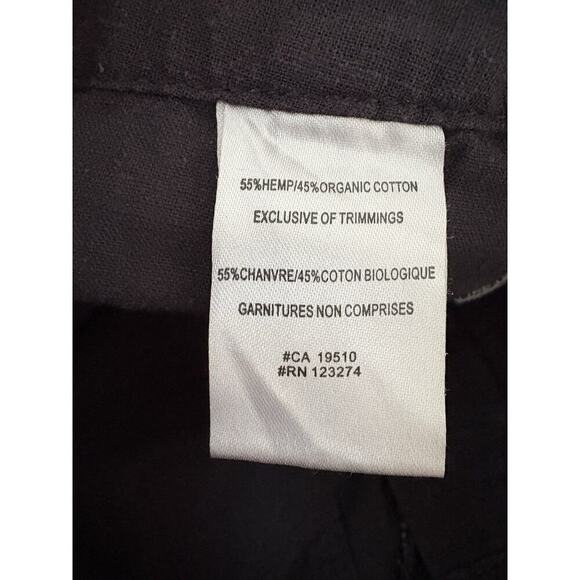 55%HEMP/45%ORGANIC COTTON
EXCLUSIVE OF TRIMMINGS
55%CHANVRE/45%COTON BIOLOGIQUE
GARNITURES NON COMPRISES
#CA 19510
#RN 123274